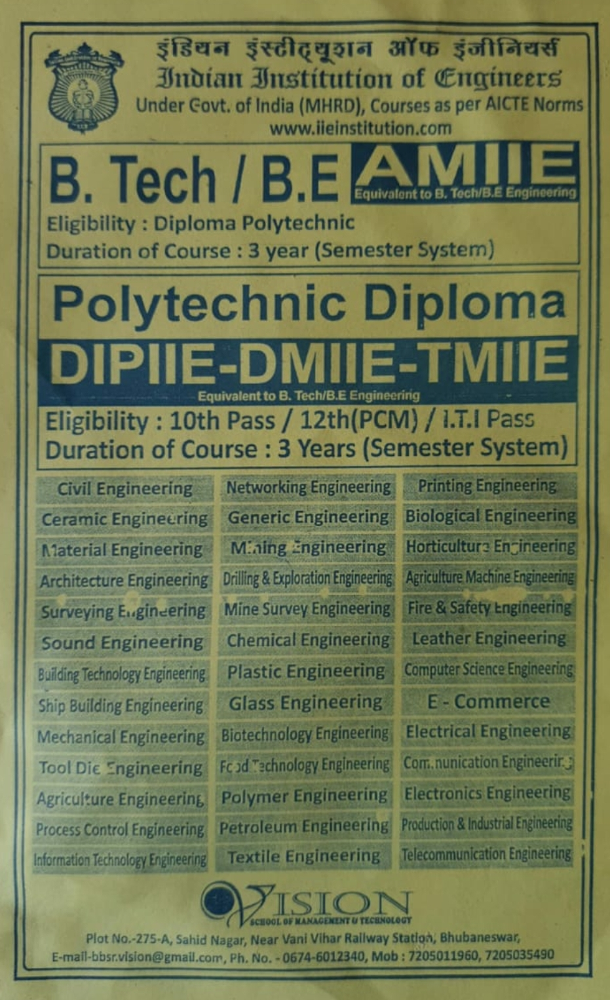 इंडियन इंस्टीट्यूशन ऑफ इंजीनियर्स
Indian Institution of Engineers
Under Govt. of India (MHRD), Courses as per AICTE Norms
www.iieinstitution.com
B. Tech / B.E AMIIE
Equivalent to B. Tech/B.E Engineering
Eligibility : Diploma Polytechnic
Duration of Course : 3 year (Semester System)
Polytechnic Diploma
DIPIIE-DMIIE-TMIIE
Equivalent to B. Tech/B.E Engineering
Eligibility : 10th Pass / 12th(PCM) / I.T.I Pass
Duration of Course : 3 Years (Semester System)
Civil Engineering Networking Engineering Printing Engineering
Ceramic Engineering Generic Engineering Biological Engineering
Material Engineering Mining Engineering Horticulture Engineering
Architecture Engineering Drilling & Exploration Engineering Agriculture Machine Engineering
Surveying Engineering Mine Survey Engineering Fire & Safety Engineering
Sound Engineering Chemical Engineering Leather Engineering
Building Technology Engineering Plastic Engineering Computer Science Engineering
Ship Building Engineering Glass Engineering E - Commerce
Mechanical Engineering Biotechnology Engineering Electrical Engineering
Tool Die Engineering Food Technology Engineering Communication Engineering
Agriculture Engineering Polymer Engineering Electronics Engineering
Process Control Engineering Petroleum Engineering Production & Industrial Engineering
Information Technology Engineering Textile Engineering Telecommunication Engineering
VISION
SCHOOL OF MANAGEMENT & TECHNOLOGY
Plot No.-275-A, Sahid Nagar, Near Vani Vihar Railway Station, Bhubaneswar,
E-mail-bbsr.vision@gmail.com, Ph. No. - 0674-6012340, Mob : 7205011960, 7205035490